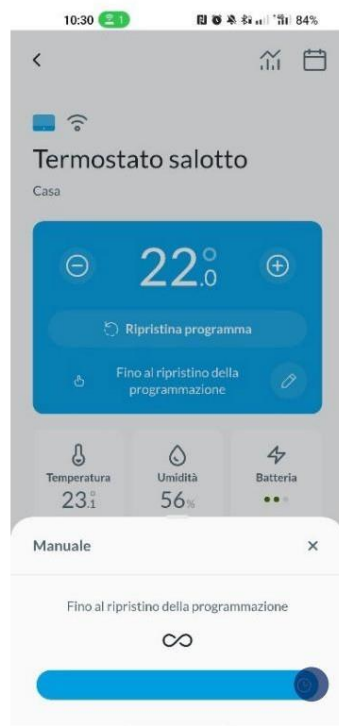 10:30 1 84%
Termostato salotto
Casa
22.0°
Ripristina programma
Fino al ripristino della
programmazione
Temperatura Umidità Batteria
23.1° 56%
Manuale
Fino al ripristino della programmazione